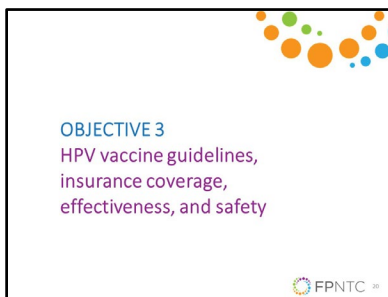 OBJECTIVE 3
HPV vaccine guidelines,
insurance coverage,
effectiveness, and safety
FPNTC 20